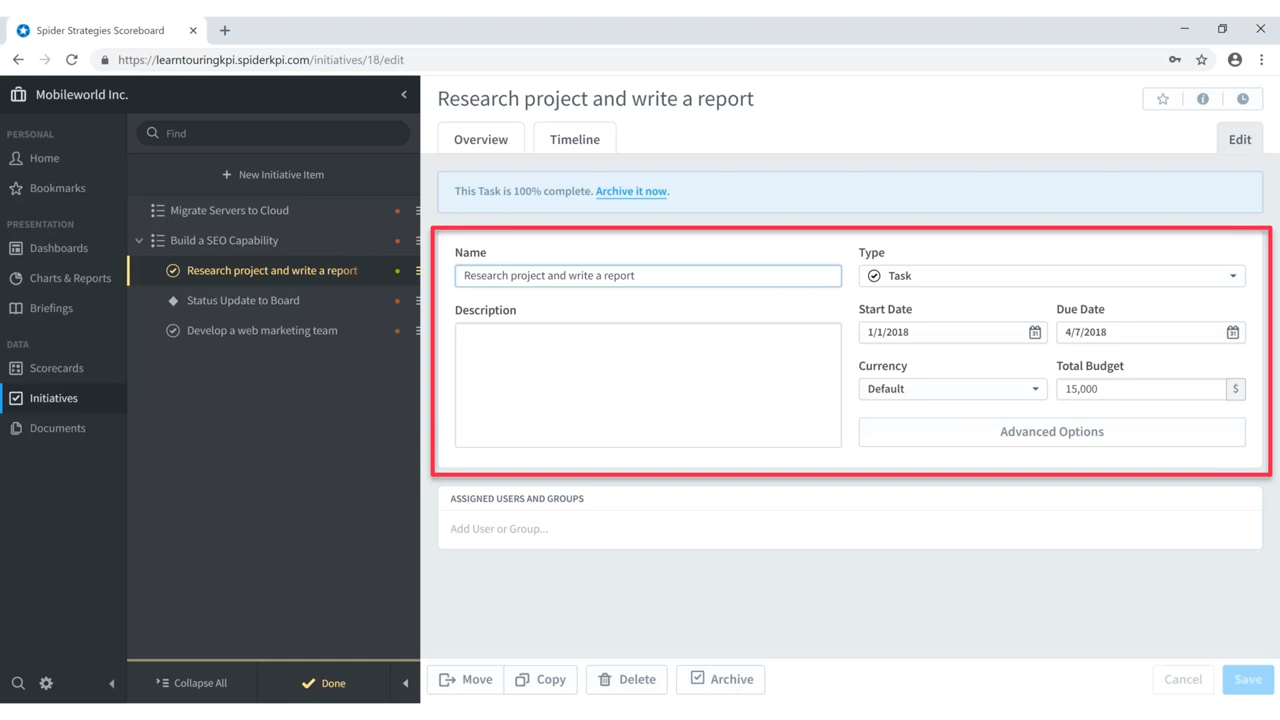 Spider Strategies Scoreboard
https://learntouringkpi.spiderkpi.com/initiatives/18/edit
Mobileworld Inc.
PERSONAL
Home
Bookmarks
PRESENTATION
Dashboards
Charts & Reports
Briefings
DATA
Scorecards
Initiatives
Documents
Find
New Initiative Item
Migrate Servers to Cloud
Build a SEO Capability
Research project and write a report
Status Update to Board
Develop a web marketing team
Collapse All
Done
Research project and write a report
Overview
Timeline
Edit
This Task is 100% complete. Archive it now.
Name
Research project and write a report
Description
Type
Task
Start Date
Due Date
1/1/2018
4/7/2018
Currency
Total Budget
Default
15,000
$
Advanced Options
ASSIGNED USERS AND GROUPS
Add User or Group...
Move
Copy
Delete
Archive
Cancel
Save